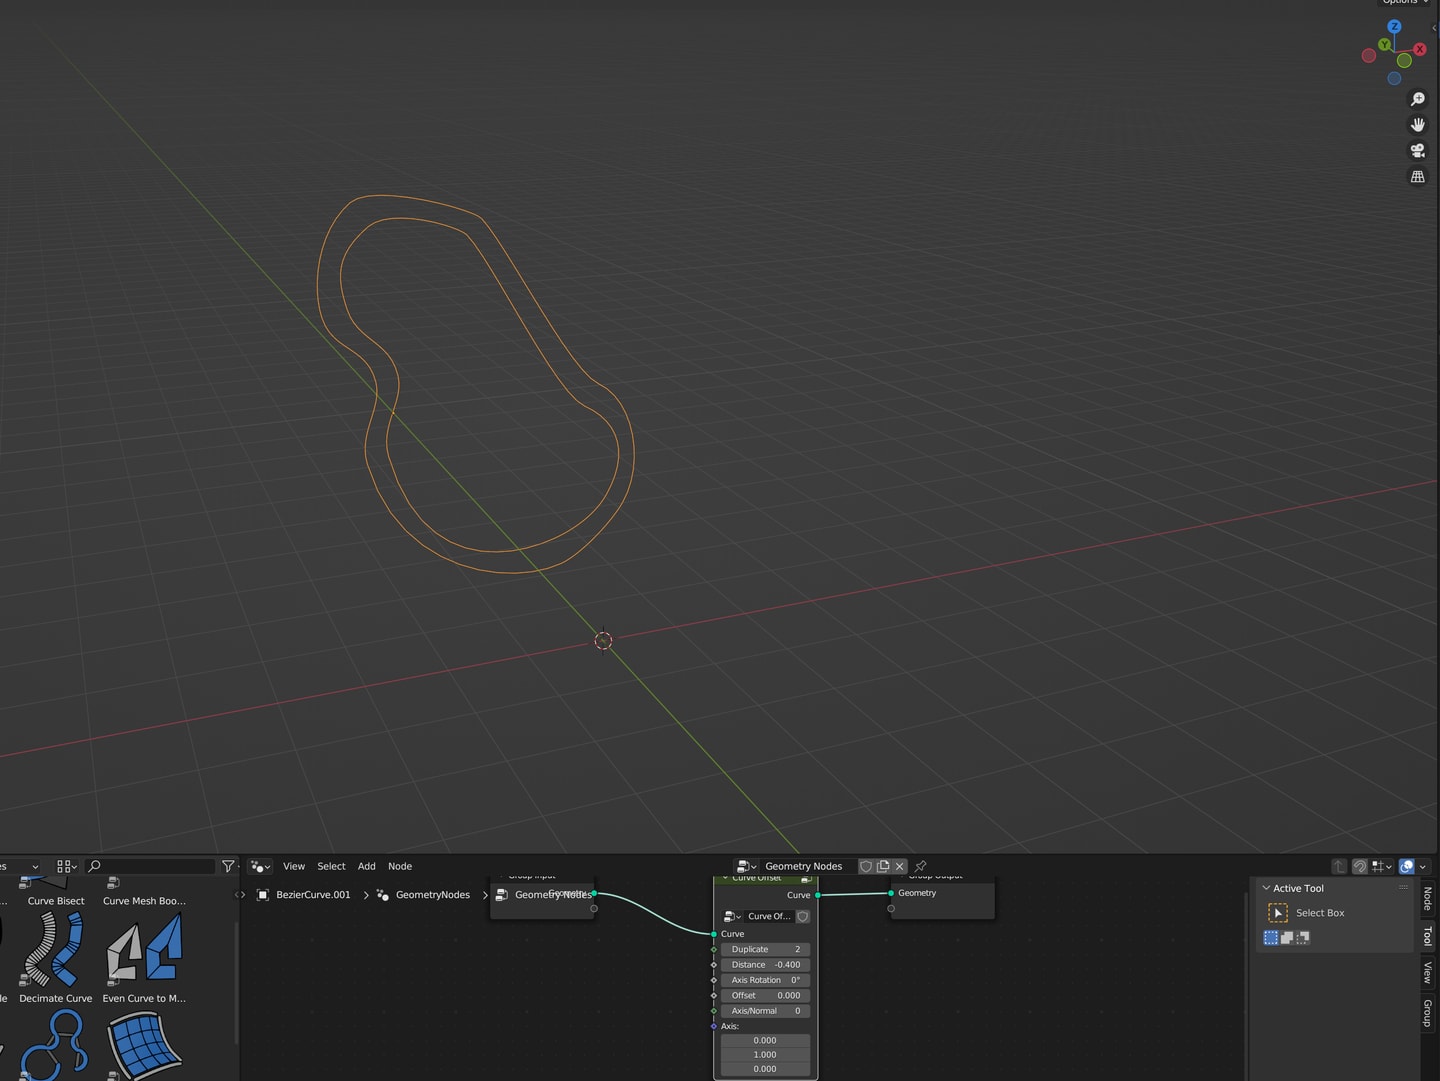 Options
Z
Y
X
View Select Add Node
Geometry Nodes
BezierCurve.001 > GeometryNodes > Geometry Nodes
Group Input
Geometry
Curve Offset
Curve
Curve Of...
Curve
Duplicate 2
Distance -0.400
Axis Rotation 0°
Offset 0.000
Axis/Normal 0
Axis:
0.000
1.000
0.000
Group Output
Geometry
Curve Bisect
Curve Mesh Boo...
Decimate Curve
Even Curve to M...
Active Tool
Select Box
Node
Tool
View
Group